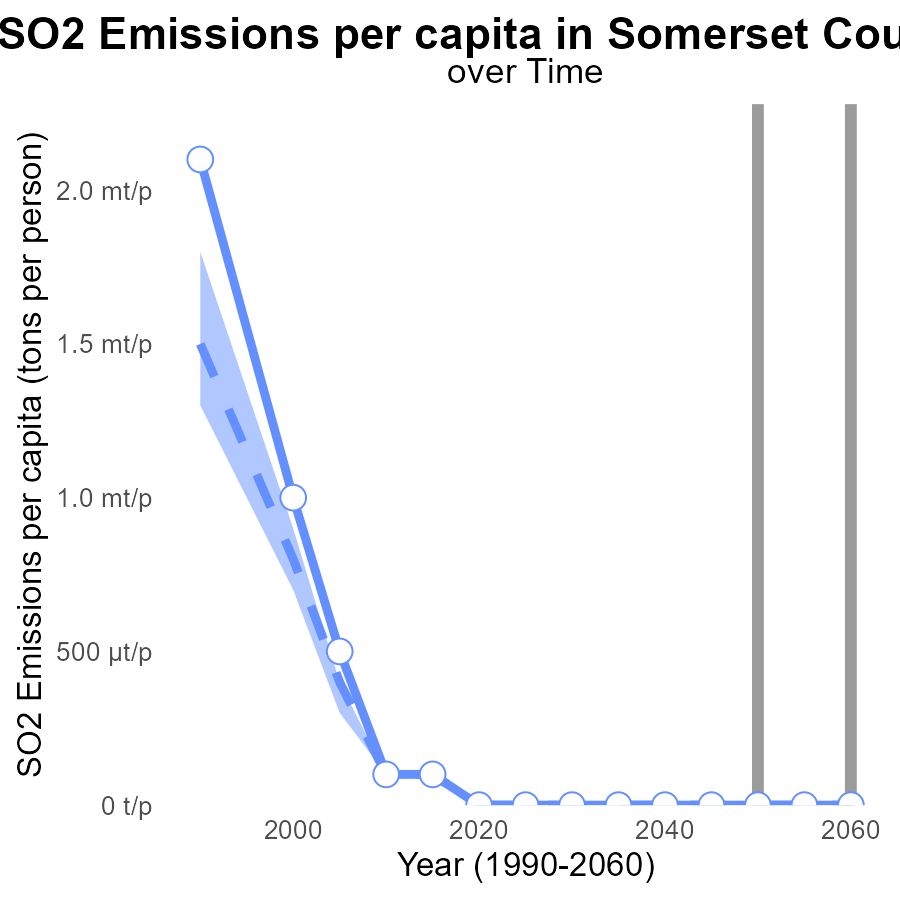 SO2 Emissions per capita in Somerset Cou
over Time
SO2 Emissions per capita (tons per person)
2.0 mt/p
1.5 mt/p
1.0 mt/p
500 µt/p
0 t/p
2000
2020
2040
2060
Year (1990-2060)